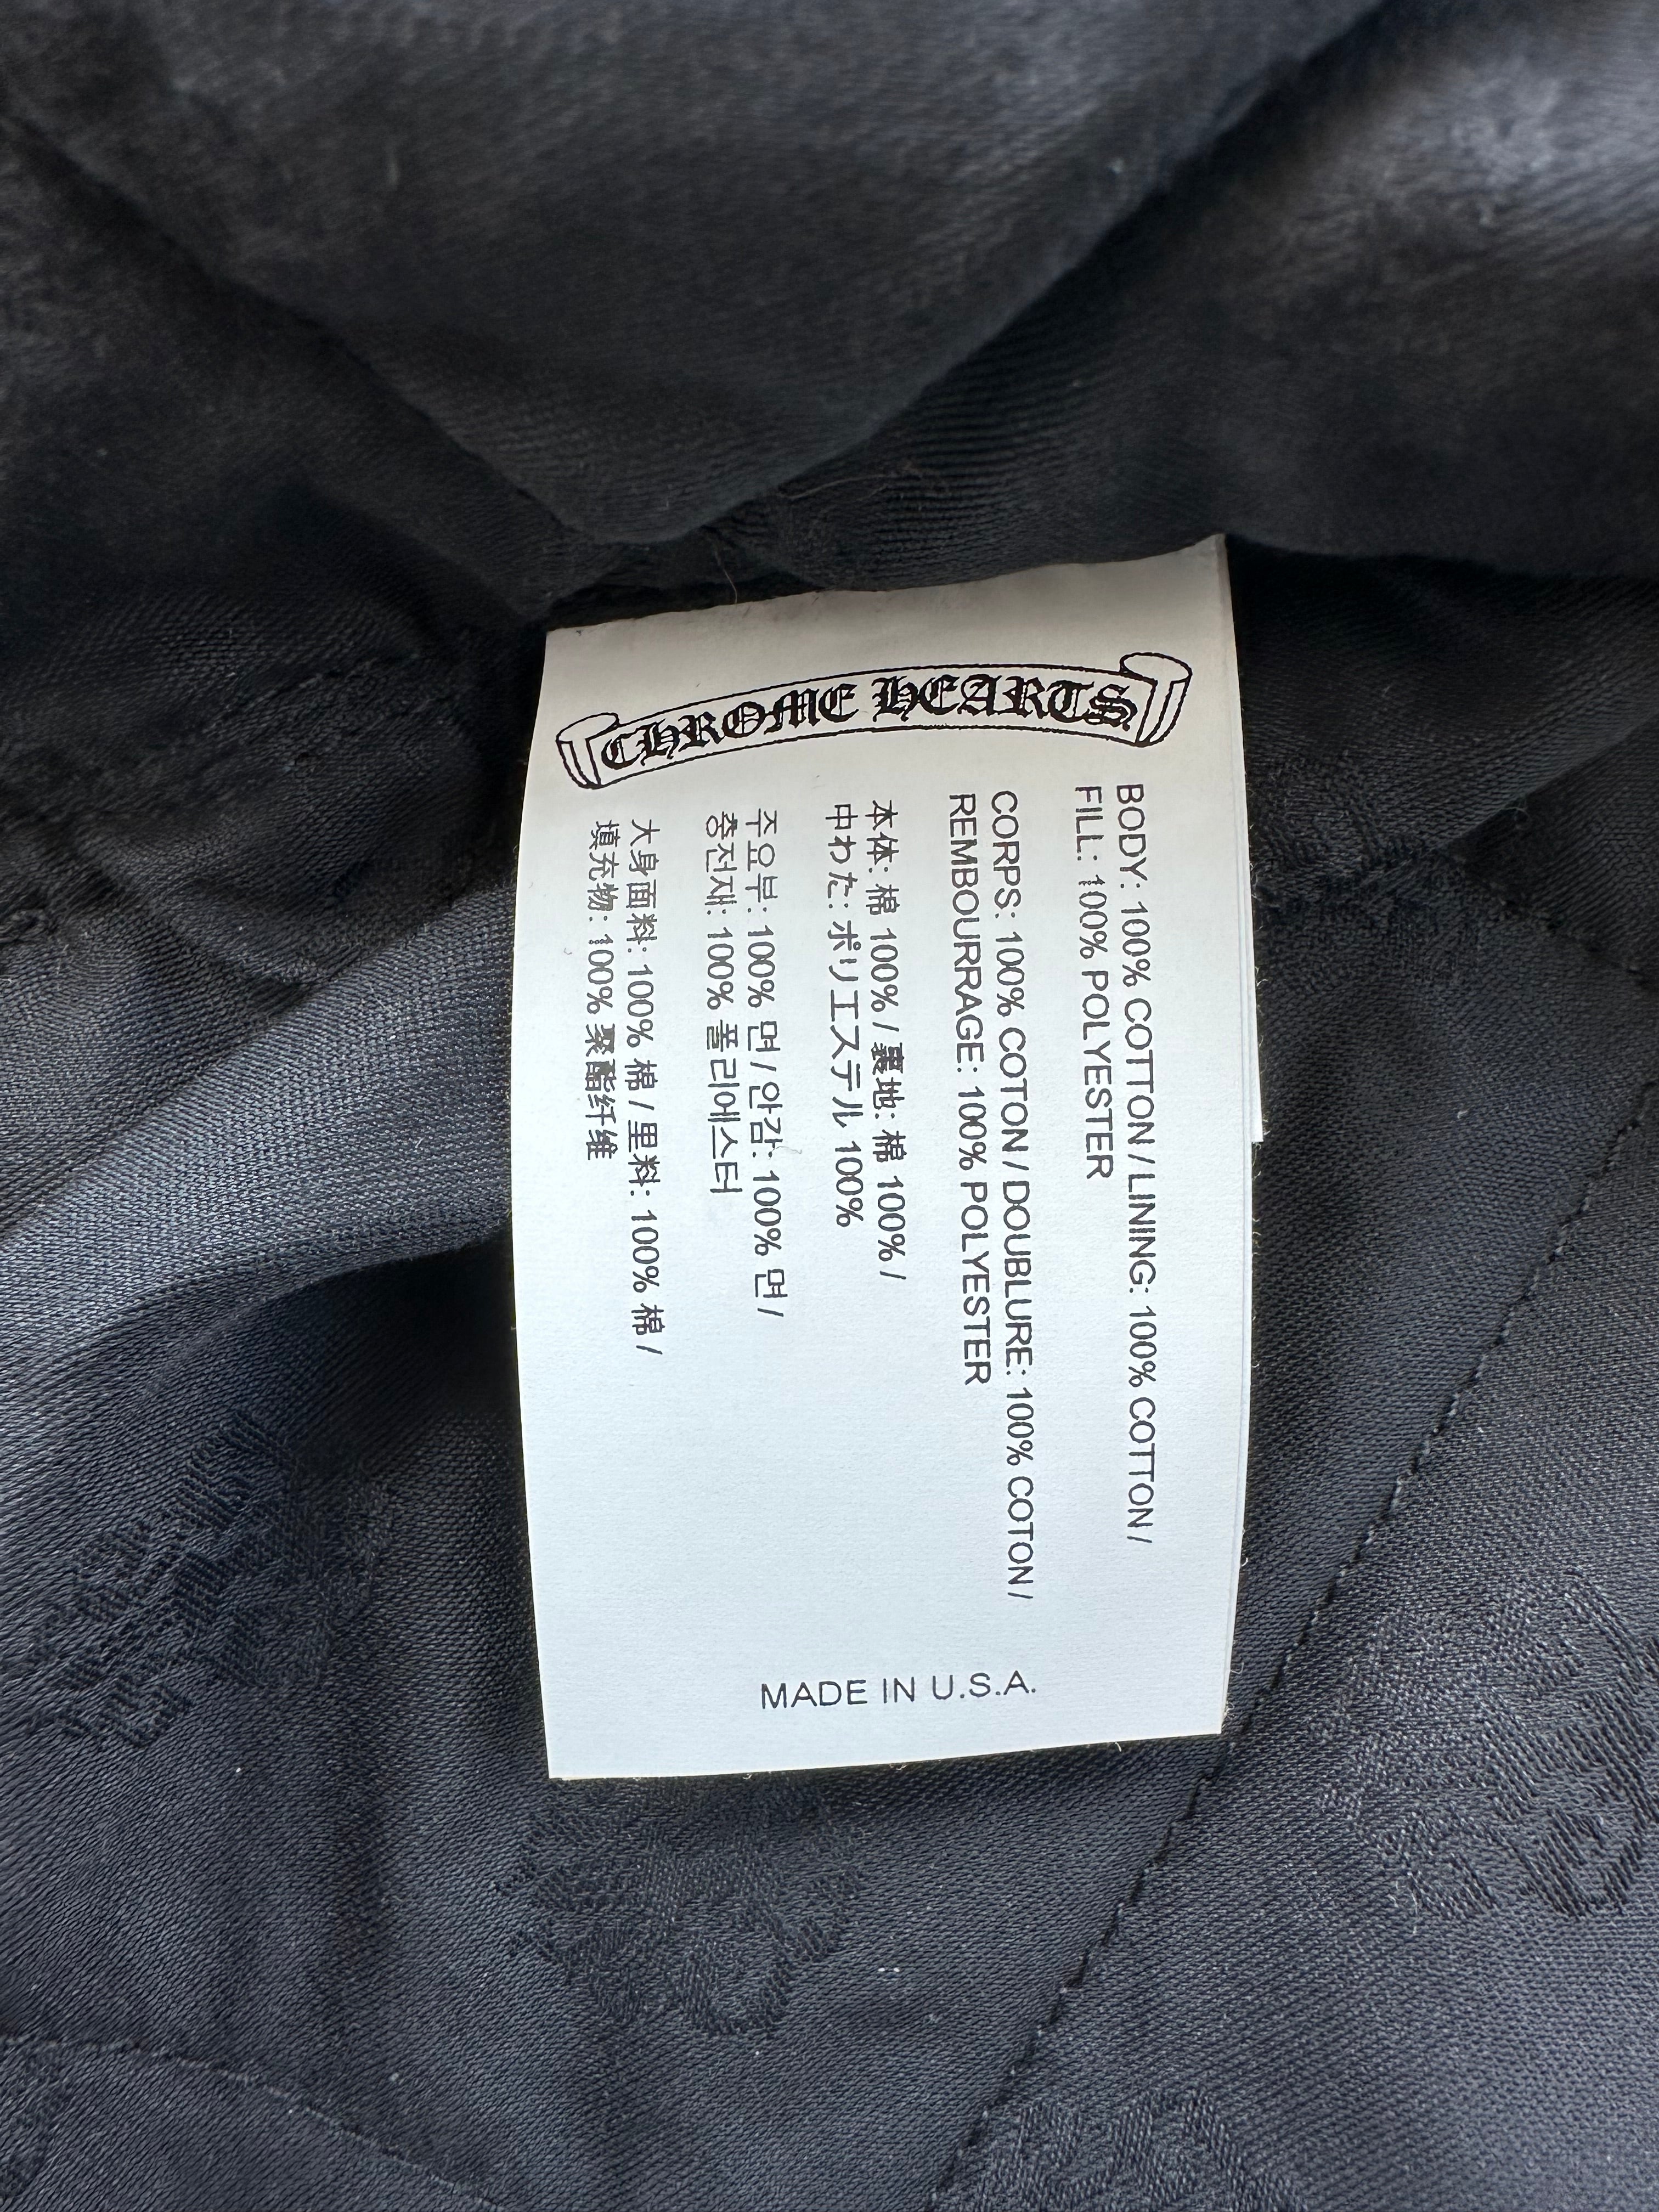 CHROME HEARTS
BODY: 100% COTTON / LINING: 100% COTTON /
FILL: 100% POLYESTER
CORPS: 100% COTON / DOUBLURE: 100% COTON /
REMBOURRAGE: 100% POLYESTER
本体: 棉 100% / 裏地: 棉 100% /
中わた: ポリエステル 100%
주요부: 100% 면 / 안감: 100% 면 /
충전재: 100% 폴리에스터
大身面料: 100% 棉 / 里料: 100% 棉 /
填充物: 100% 聚酯纤维
MADE IN U.S.A.